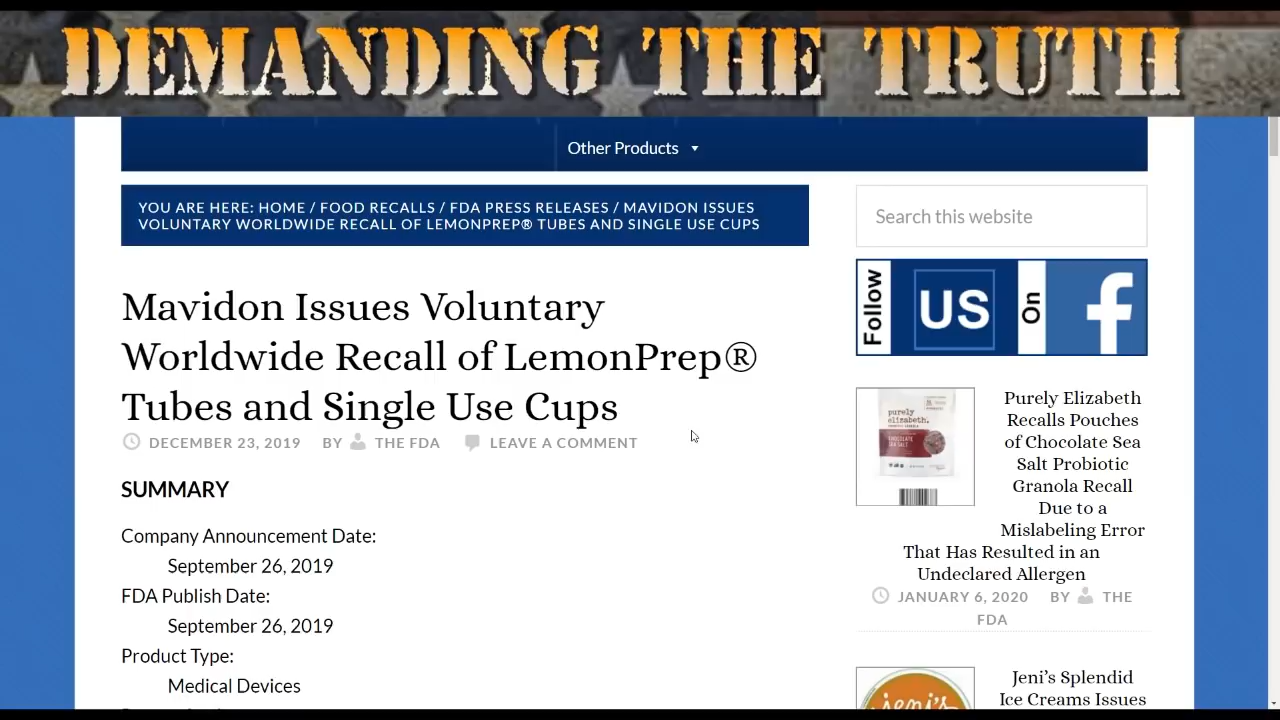 DEMANDING THE TRUTH
Other Products
YOU ARE HERE: HOME / FOOD RECALLS / FDA PRESS RELEASES / MAVIDON ISSUES
VOLUNTARY WORLDWIDE RECALL OF LEMONPREP® TUBES AND SINGLE USE CUPS
Mavidon Issues Voluntary
Worldwide Recall of LemonPrep®
Tubes and Single Use Cups
DECEMBER 23, 2019 BY THE FDA LEAVE A COMMENT
SUMMARY
Company Announcement Date:
September 26, 2019
FDA Publish Date:
September 26, 2019
Product Type:
Medical Devices
Search this website
Follow US On f
purely
elizabeth.
Purely Elizabeth
Recalls Pouches
of Chocolate Sea
Salt Probiotic
Granola Recall
Due to a
Mislabeling Error
That Has Resulted in an
Undeclared Allergen
JANUARY 6, 2020 BY THE
FDA
jeni's
Jeni's Splendid
Ice Creams Issues